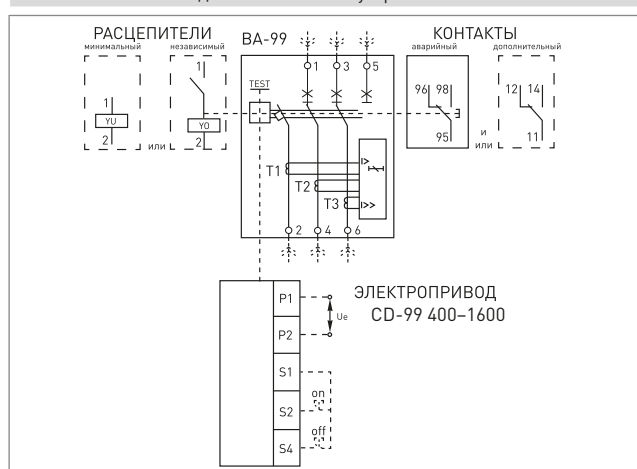 РАСЦЕПИТЕЛИ
минимальный
независимый
ВА-99
КОНТАКТЫ
аварийный
дополнительный
1
YU
2
или
1
YO
2
TEST
1
3
5
T1
T2
T3
I>
I>>
2
4
6
96
98
95
и
или
12
14
11
P1
P2
S1
S2
S4
Ue
on
off
ЭЛЕКТРОПРИВОД
CD-99 400–1600